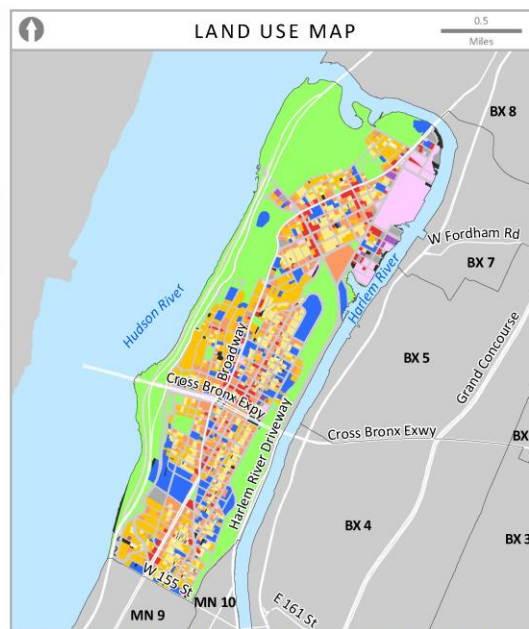 LAND USE MAP
0.5
Miles
BX 8
W Fordham Rd
BX 7
Harlem River
Hudson River
BX 5
Grand Concourse
Broadway
Cross Bronx Expy
Cross Bronx Exwy
BX
Harlem River Driveway
BX 4
BX 3
W 155 St
MN 10
E 161 St
MN 9